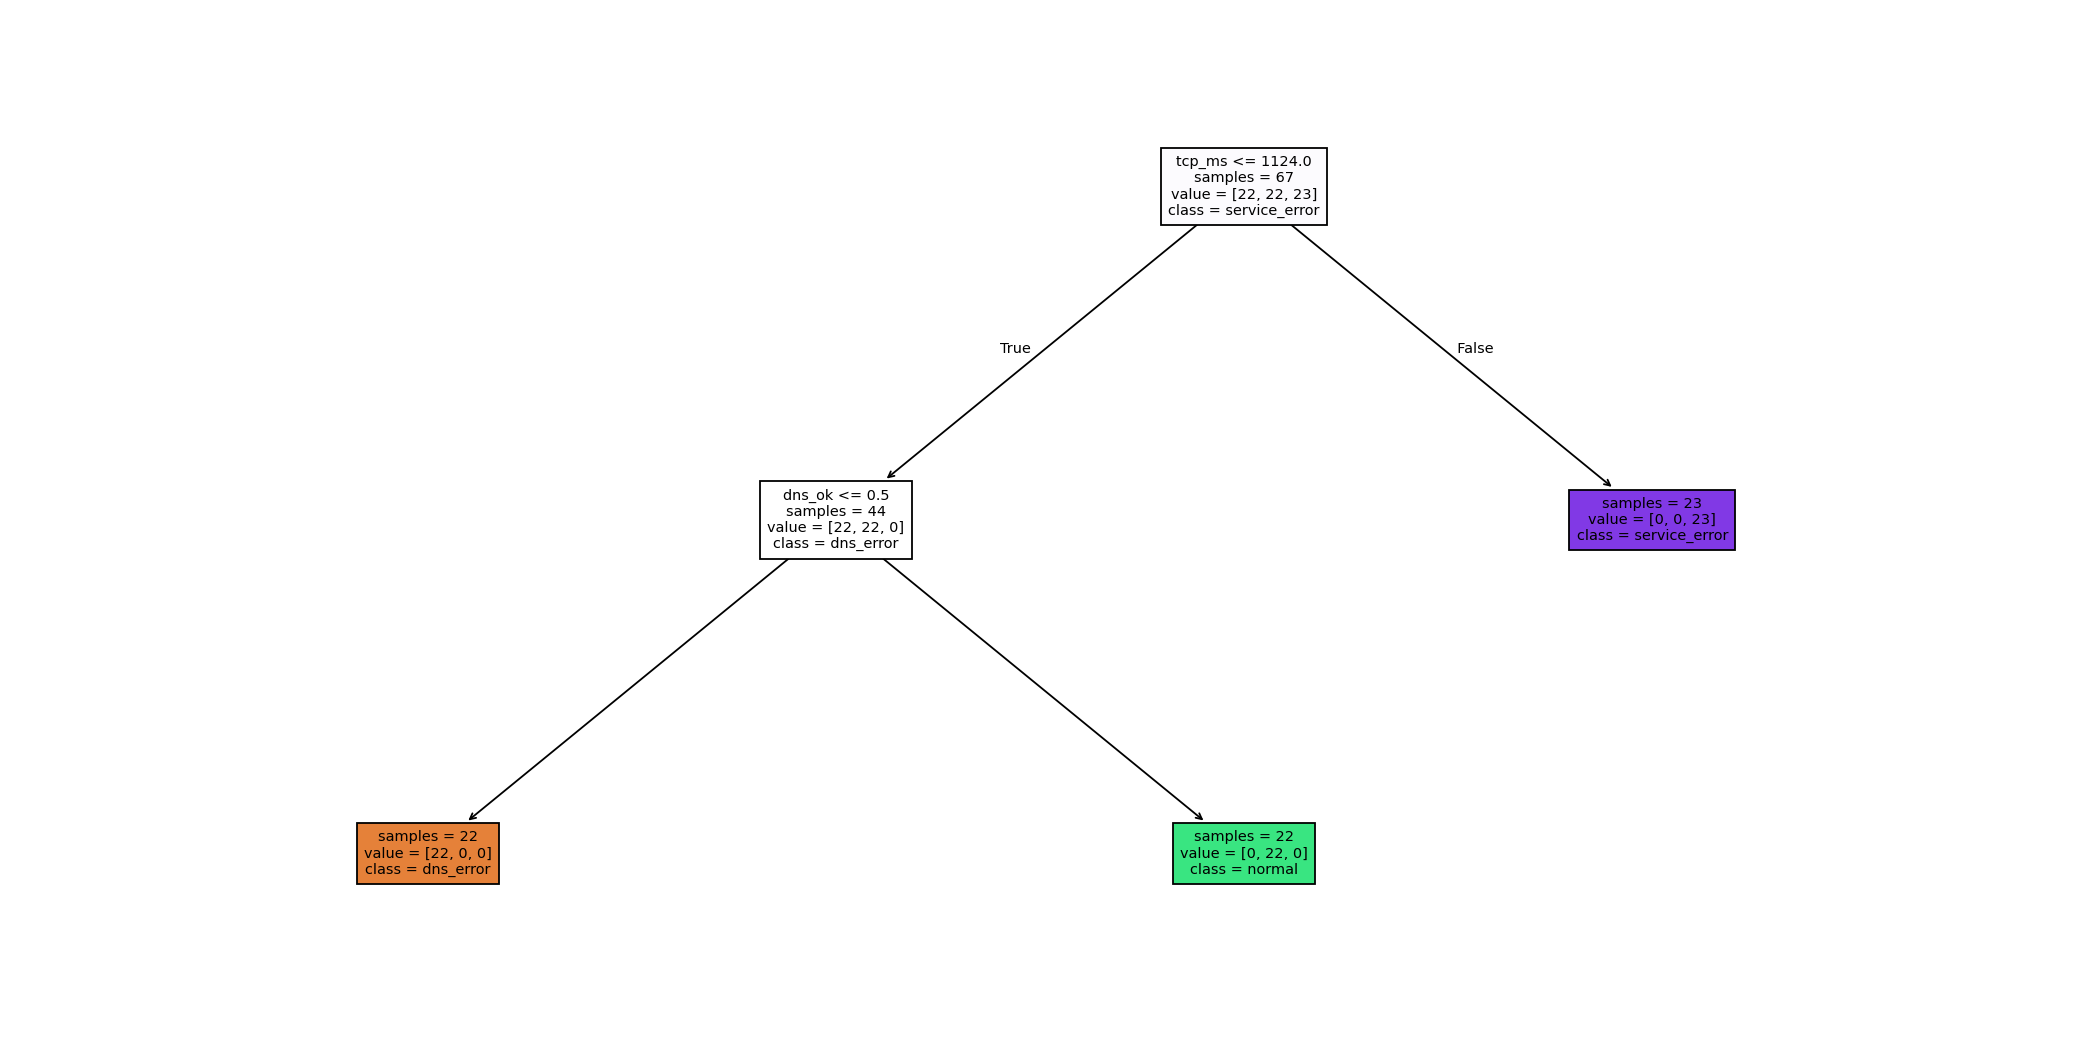 tcp_ms <= 1124.0
samples = 67
value = [22, 22, 23]
class = service_error
True
False
dns_ok <= 0.5
samples = 44
value = [22, 22, 0]
class = dns_error
samples = 23
value = [0, 0, 23]
class = service_error
samples = 22
value = [22, 0, 0]
class = dns_error
samples = 22
value = [0, 22, 0]
class = normal